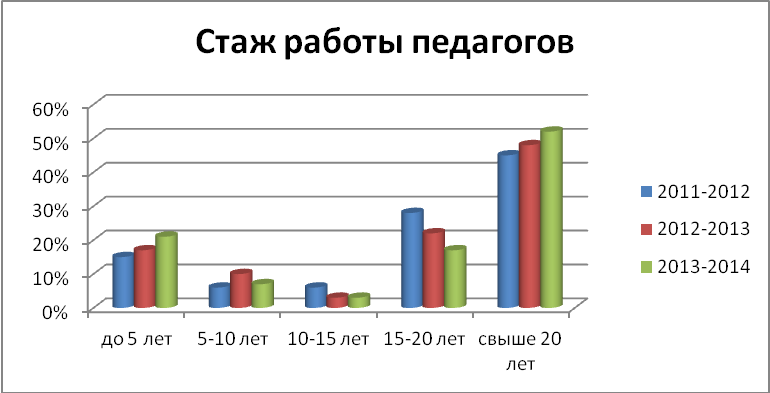 Стаж работы педагогов
60%
50%
40%
30%
20%
10%
0%
до 5 лет
5-10 лет
10-15 лет
15-20 лет
свыше 20
лет
2011-2012
2012-2013
2013-2014